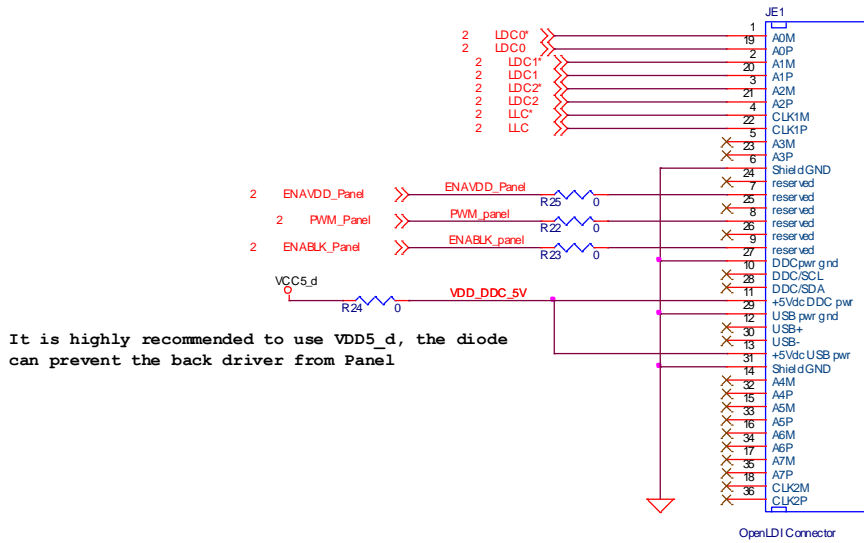 JE1
2 LDC0* 1 A0M
2 LDC0 19 A0P
2 LDC1* 2 A1M
2 LDC1 20 A1P
2 LDC2* 3 A2M
2 LDC2 21 A2P
2 LLC* 4 CLK1M
2 LLC 22 CLK1P
5 A3M
23 A3P
6 Shield GND
24 reserved
2 ENAVDD_Panel ENAVDD_Panel R25 0 7 reserved
25 reserved
2 PWM_Panel PWM_panel R22 0 8 reserved
26 reserved
2 ENABLK_Panel ENABLK_panel R23 0 9 reserved
27 DDC pwr gnd
10 DDC/SCL
28 DDC/SDA
VCC5_d R24 0 VDD_DDC_5V 11 +5Vdc DDC pwr
29 USB pwr gnd
12 USB+
30 USB-
13 +5Vdc USB pwr
31 Shield GND
14 A4M
32 A4P
15 A5M
33 A5P
16 A6M
34 A6P
17 A7M
35 A7P
18 CLK2M
36 CLK2P
It is highly recommended to use VDD5_d, the diode
can prevent the back driver from Panel
OpenLDI Connector